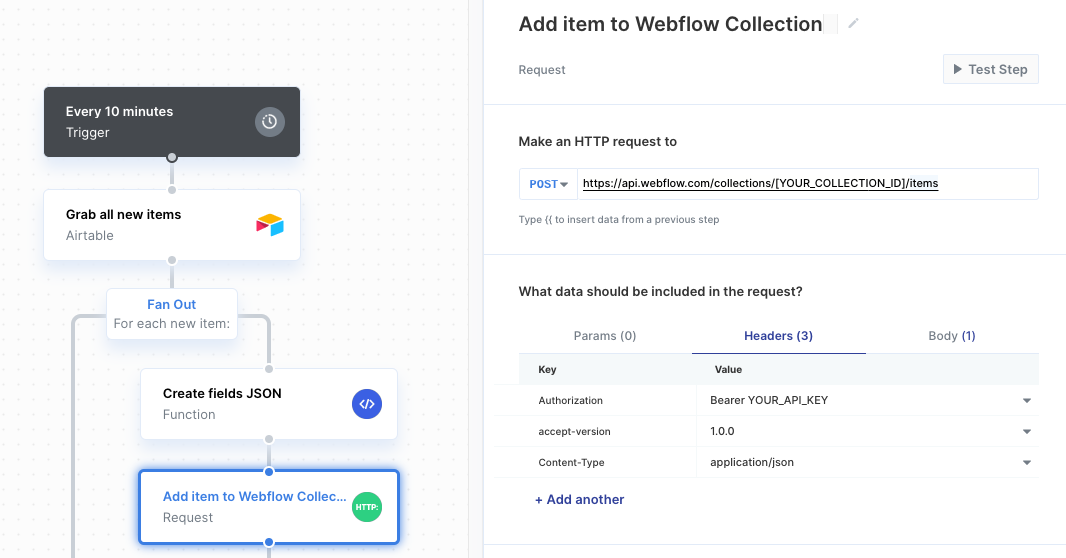 Every 10 minutes
Trigger
Grab all new items
Airtable
Fan Out
For each new item:
Create fields JSON
Function
Add item to Webflow Collec...
Request
HTTP:
Add item to Webflow Collection
Request
Test Step
Make an HTTP request to
POST https://api.webflow.com/collections/[YOUR_COLLECTION_ID]/items
Type {{ to insert data from a previous step
What data should be included in the request?
Params (0) Headers (3) Body (1)
Key Value
Authorization Bearer YOUR_API_KEY
accept-version 1.0.0
Content-Type application/json
+ Add another